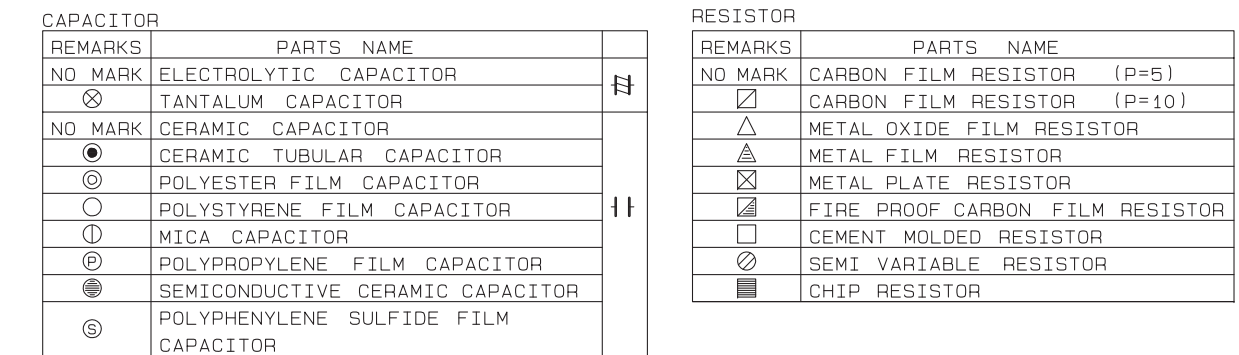 CAPACITOR
REMARKS PARTS NAME
NO MARK ELECTROLYTIC CAPACITOR
TANTALUM CAPACITOR
NO MARK CERAMIC CAPACITOR
CERAMIC TUBULAR CAPACITOR
POLYESTER FILM CAPACITOR
POLYSTYRENE FILM CAPACITOR
MICA CAPACITOR
P POLYPROPYLENE FILM CAPACITOR
SEMICONDUCTIVE CERAMIC CAPACITOR
S POLYPHENYLENE SULFIDE FILM
CAPACITOR
RESISTOR
REMARKS PARTS NAME
NO MARK CARBON FILM RESISTOR (P=5)
CARBON FILM RESISTOR (P=10)
METAL OXIDE FILM RESISTOR
METAL FILM RESISTOR
METAL PLATE RESISTOR
FIRE PROOF CARBON FILM RESISTOR
CEMENT MOLDED RESISTOR
SEMI VARIABLE RESISTOR
CHIP RESISTOR